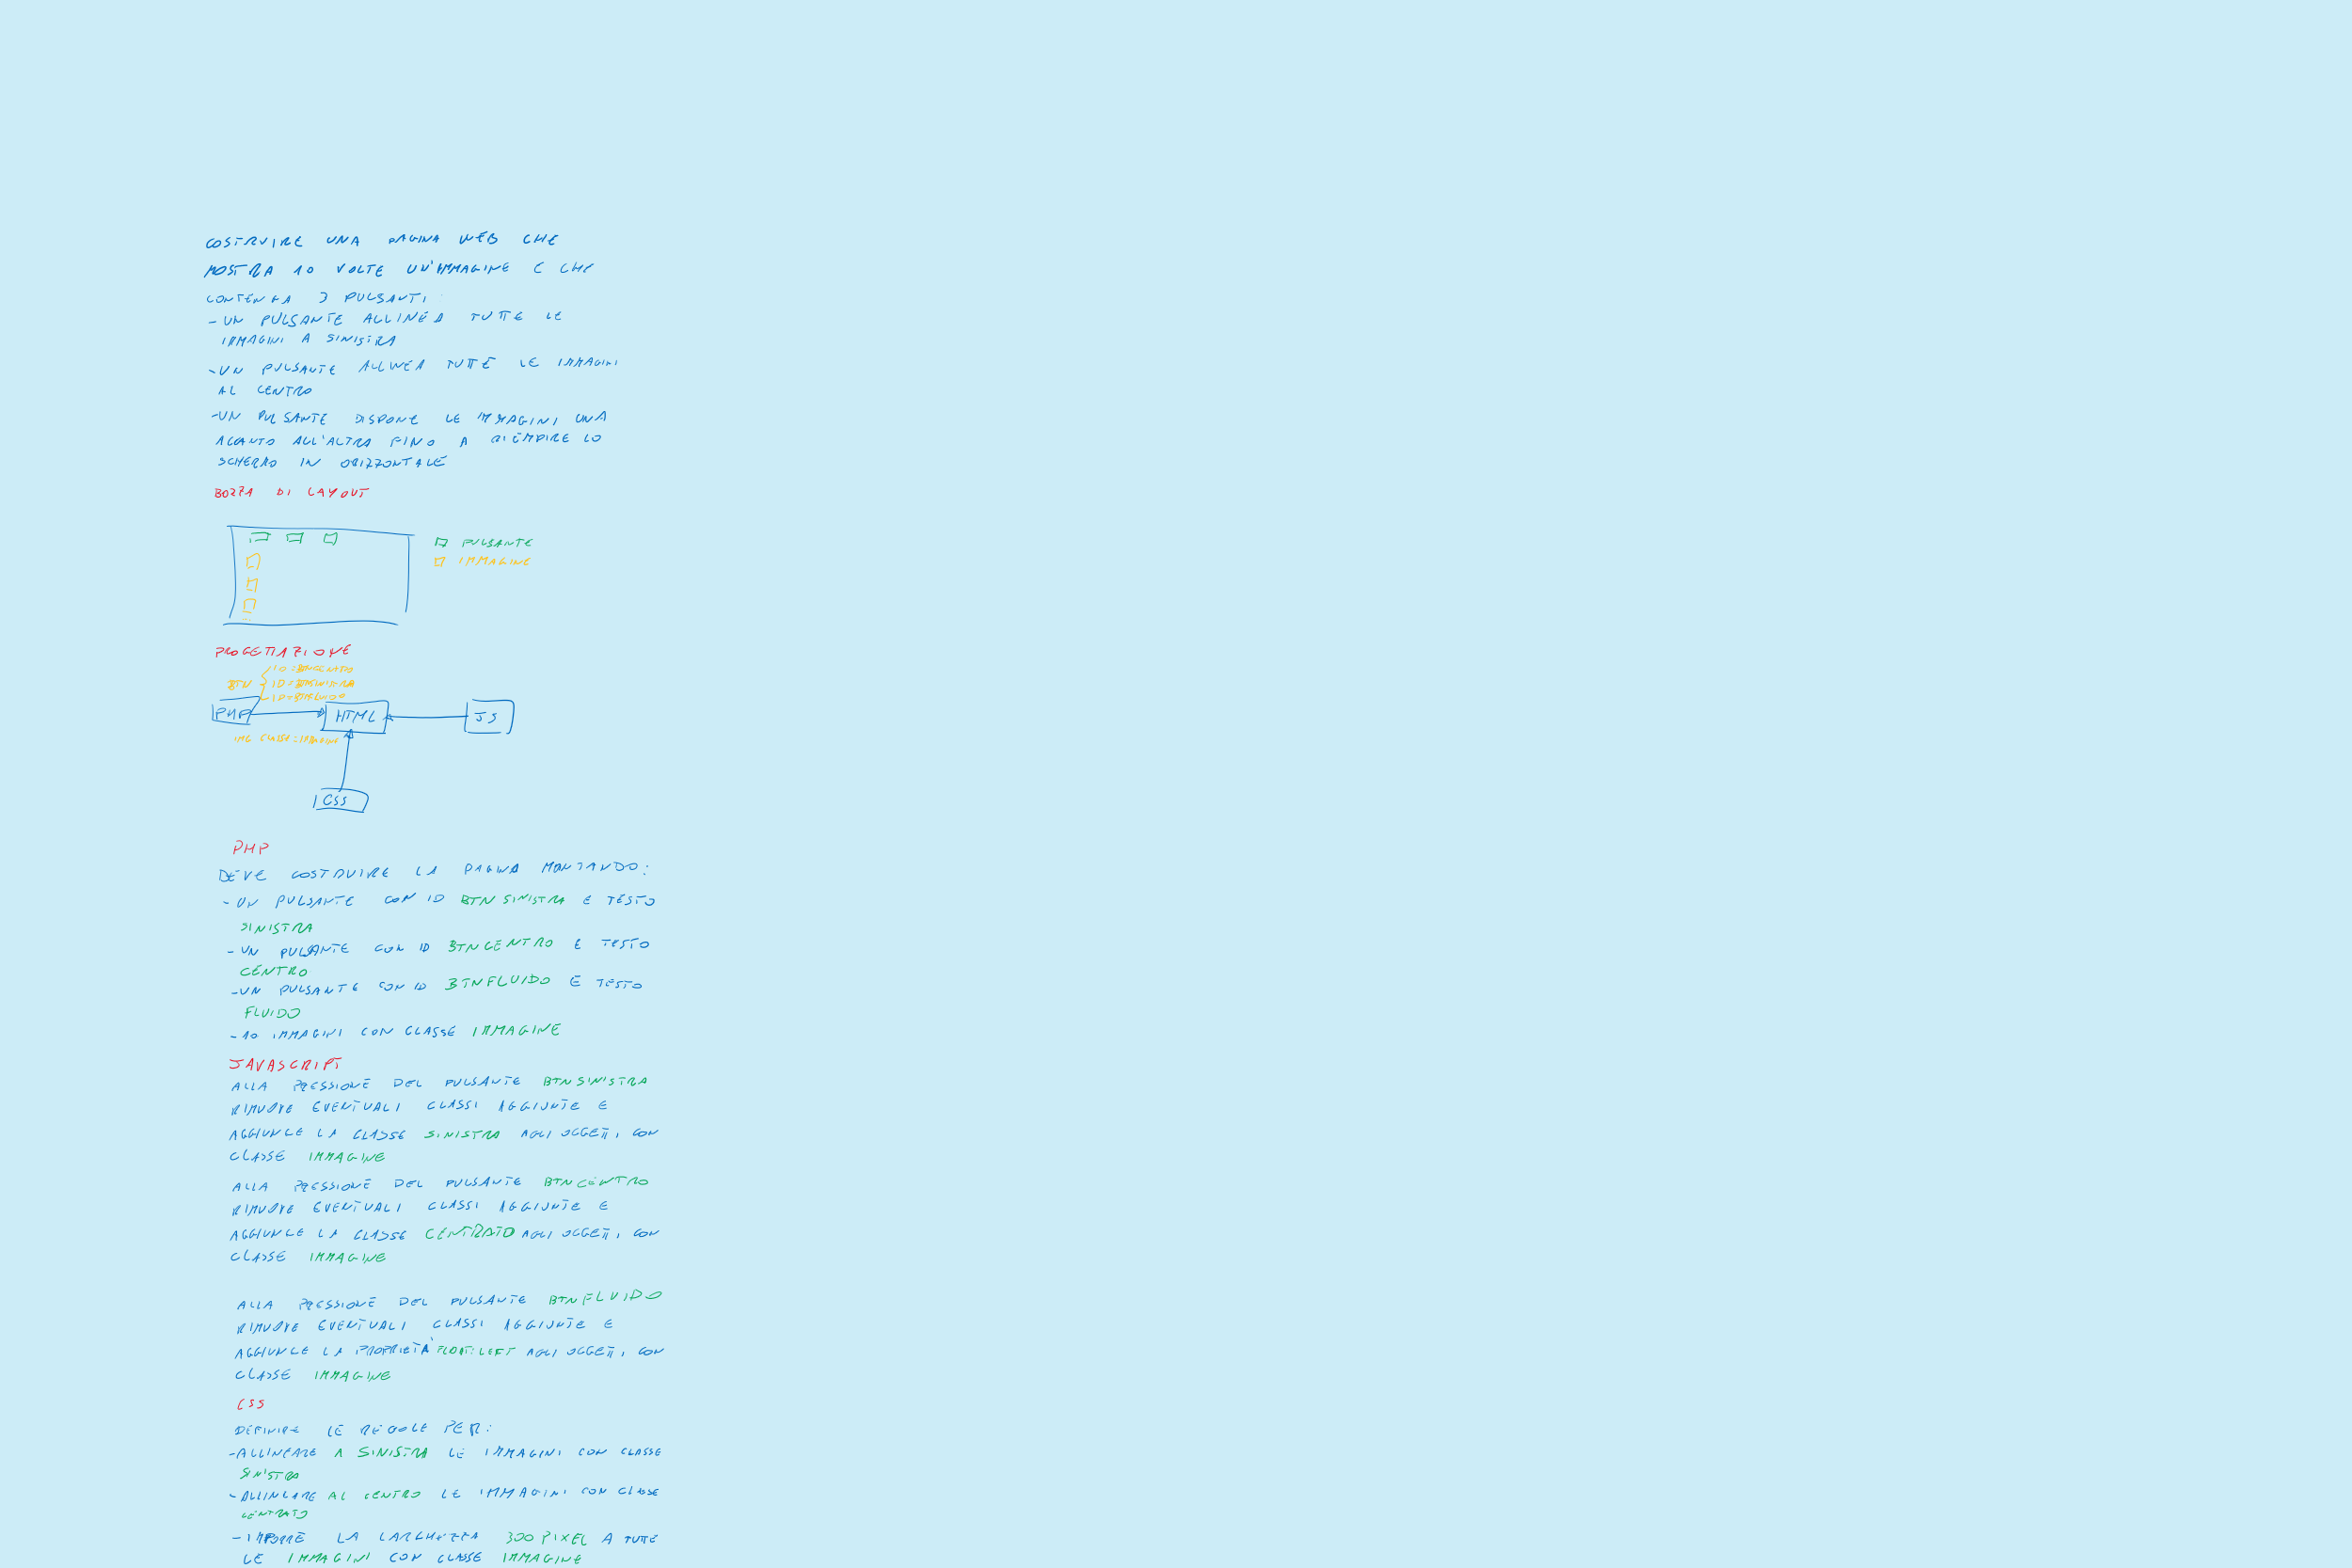 COSTRUIRE UNA PAGINA WEB CHE
MOSTRA 10 VOLTE UN'IMMAGINE E CHE
CONTENGA 3 PULSANTI:
- UN PULSANTE ALLINEA TUTTE LE
IMMAGINI A SINISTRA
- UN PULSANTE ALLINEA TUTTE LE IMMAGINI
AL CENTRO
- UN PULSANTE DISPONE LE IMMAGINI UNA
ACCANTO ALL'ALTRA FINO A RIEMPIRE LO
SCHERMO IN ORIZZONTALE
BOZZA DI LAYOUT
PULSANTE
IMMAGINE
PROGETTAZIONE
ID = BTNCENTRO
BTN ID = BTNSINISTRA
ID = BTNFLUIDO
PHP HTML JS
IMG CLASSE = IMMAGINE
CSS
PHP
DEVE COSTRUIRE LA PAGINA MONTANDO:
- UN PULSANTE CON ID BTN SINISTRA E TESTO
SINISTRA
- UN PULSANTE CON ID BTNCENTRO E TESTO
CENTRO
- UN PULSANTE CON ID BTNFLUIDO E TESTO
FLUIDO
- 10 IMMAGINI CON CLASSE IMMAGINE
JAVASCRIPT
ALLA PRESSIONE DEL PULSANTE BTNSINISTRA
RIMUOVE EVENTUALI CLASSI AGGIUNTE E
AGGIUNGE LA CLASSE SINISTRA AGLI OGGETTI CON
CLASSE IMMAGINE
ALLA PRESSIONE DEL PULSANTE BTNCENTRO
RIMUOVE EVENTUALI CLASSI AGGIUNTE E
AGGIUNGE LA CLASSE CENTRATO AGLI OGGETTI CON
CLASSE IMMAGINE
ALLA PRESSIONE DEL PULSANTE BTNFLUIDO
RIMUOVE EVENTUALI CLASSI AGGIUNTE E
AGGIUNGE LA PROPRIETÀ FLOAT:LEFT AGLI OGGETTI CON
CLASSE IMMAGINE
CSS
DEFINIRE LE REGOLE PER:
- ALLINEARE A SINISTRA LE IMMAGINI CON CLASSE
SINISTRA
- ALLINEARE AL CENTRO LE IMMAGINI CON CLASSE
CENTRATO
- IMPORRE LA LARGHEZZA 300 PIXEL A TUTTE
LE IMMAGINI CON CLASSE IMMAGINE